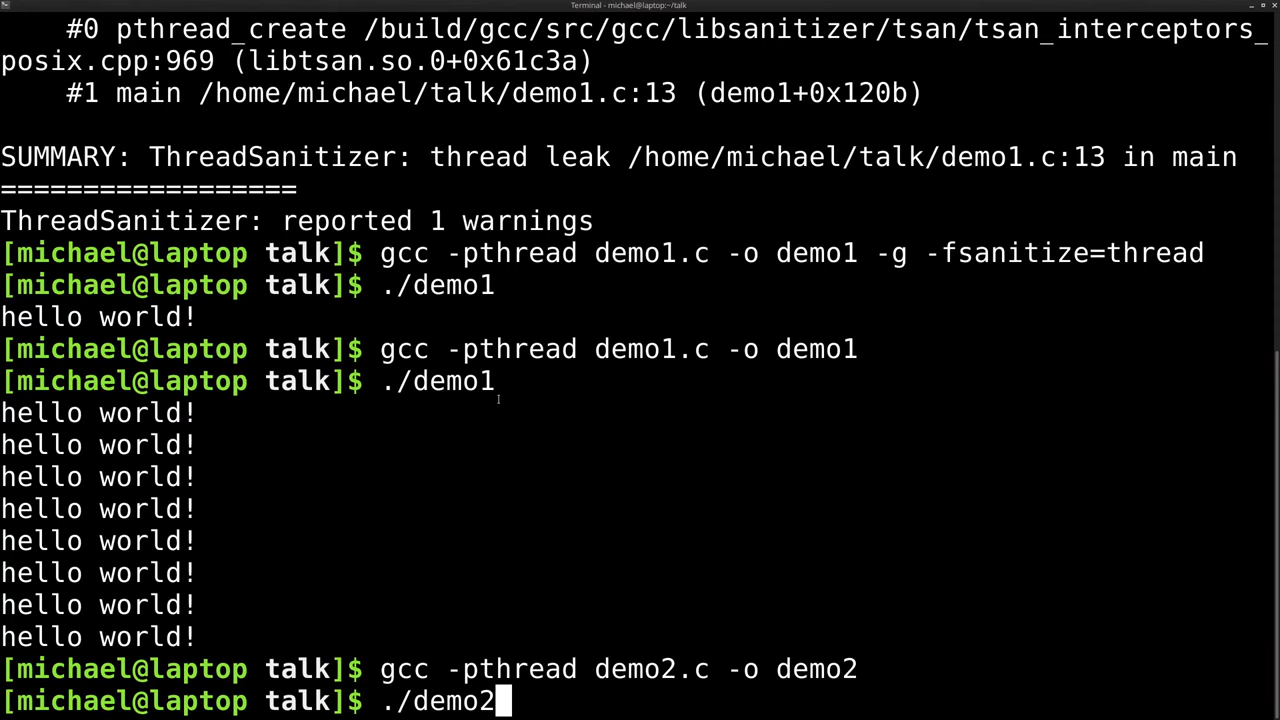 Terminal - michael@laptop:~/talk
#0 pthread_create /build/gcc/src/gcc/libsanitizer/tsan/tsan_interceptors_
posix.cpp:969 (libtsan.so.0+0x61c3a)
#1 main /home/michael/talk/demo1.c:13 (demo1+0x120b)
SUMMARY: ThreadSanitizer: thread leak /home/michael/talk/demo1.c:13 in main
==================
ThreadSanitizer: reported 1 warnings
[michael@laptop talk]$ gcc -pthread demo1.c -o demo1 -g -fsanitize=thread
[michael@laptop talk]$ ./demo1
hello world!
[michael@laptop talk]$ gcc -pthread demo1.c -o demo1
[michael@laptop talk]$ ./demo1
hello world!
hello world!
hello world!
hello world!
hello world!
hello world!
hello world!
hello world!
[michael@laptop talk]$ gcc -pthread demo2.c -o demo2
[michael@laptop talk]$ ./demo2